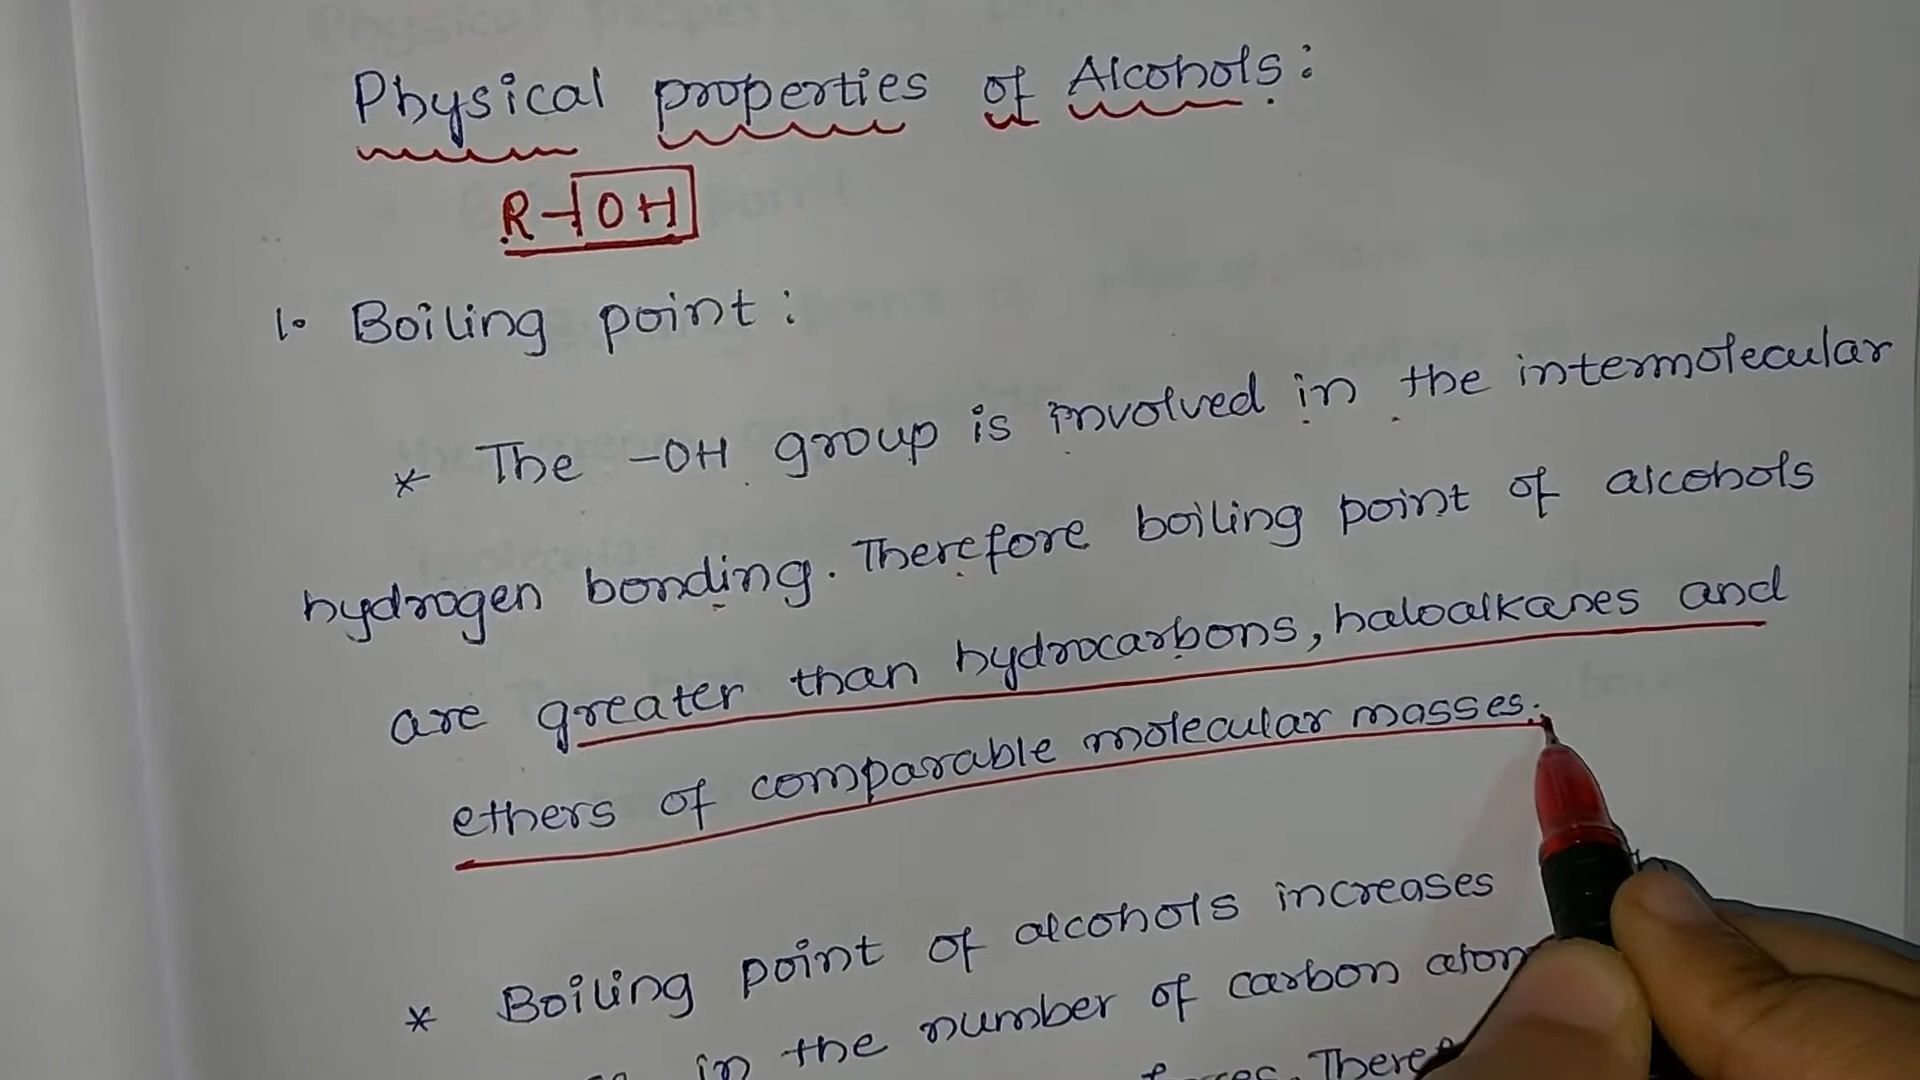 Physical properties of Alcohols:
R-OH
1. Boiling point:
* The -OH group is involved in the intermolecular
hydrogen bonding. Therefore boiling point of alcohols
are greater than hydrocarbons, haloalkanes and
ethers of comparable molecular masses.
* Boiling point of alcohols increases
in the number of carbon atom